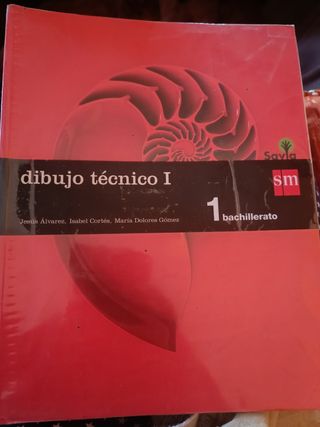 Savia
dibujo técnico I
sm
Jesús Álvarez, Isabel Cortés, María Dolores Gómez
1 bachillerato